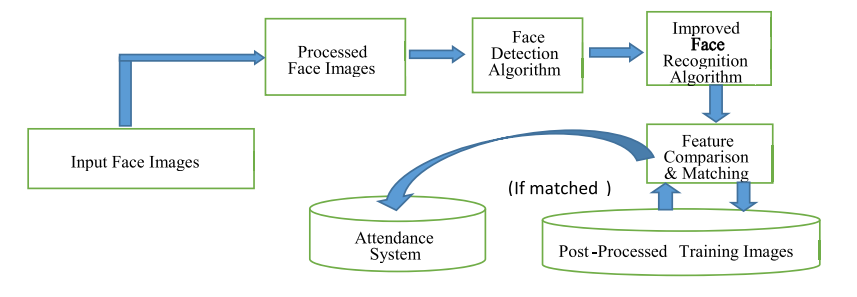 Input Face Images
Processed
Face Images
Face
Detection
Algorithm
Improved
Face
Recognition
Algorithm
Feature
Comparison
& Matching
(If matched )
Attendance
System
Post-Processed Training Images